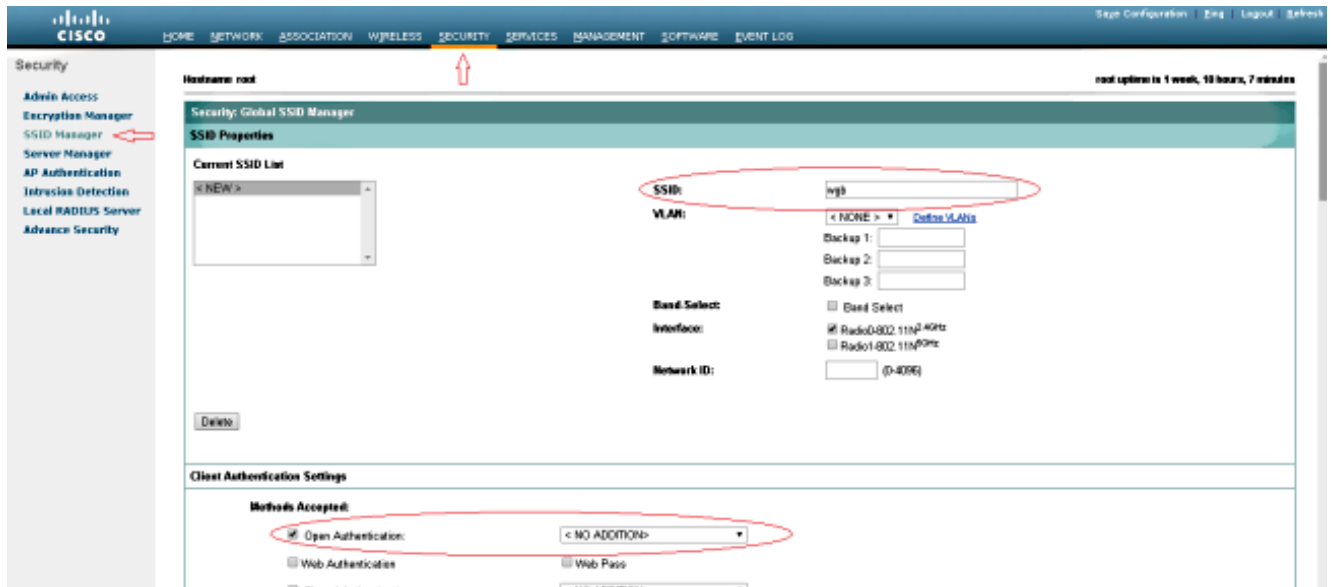 Save Configuration | Ping | Logout | Refresh
CISCO
HOME NETWORK ASSOCIATION WIRELESS SECURITY SERVICES MANAGEMENT SOFTWARE EVENT LOG
Security
Admin Access
Encryption Manager
SSID Manager
Server Manager
AP Authentication
Intrusion Detection
Local RADIUS Server
Advance Security
Hostname root
root uptime is 1 week, 10 hours, 7 minutes
Security: Global SSID Manager
SSID Properties
Current SSID List
< NEW >
SSID: wgb
VLAN: < NONE > Define VLANs
Backup 1:
Backup 2:
Backup 3:
Band Select: Band Select
Interface: Radio0-802.11N2.4GHz
Radio1-802.11N5GHz
Network ID: (0-4096)
Delete
Client Authentication Settings
Methods Accepted:
Open Authentication: < NO ADDITION>
Web Authentication Web Pass